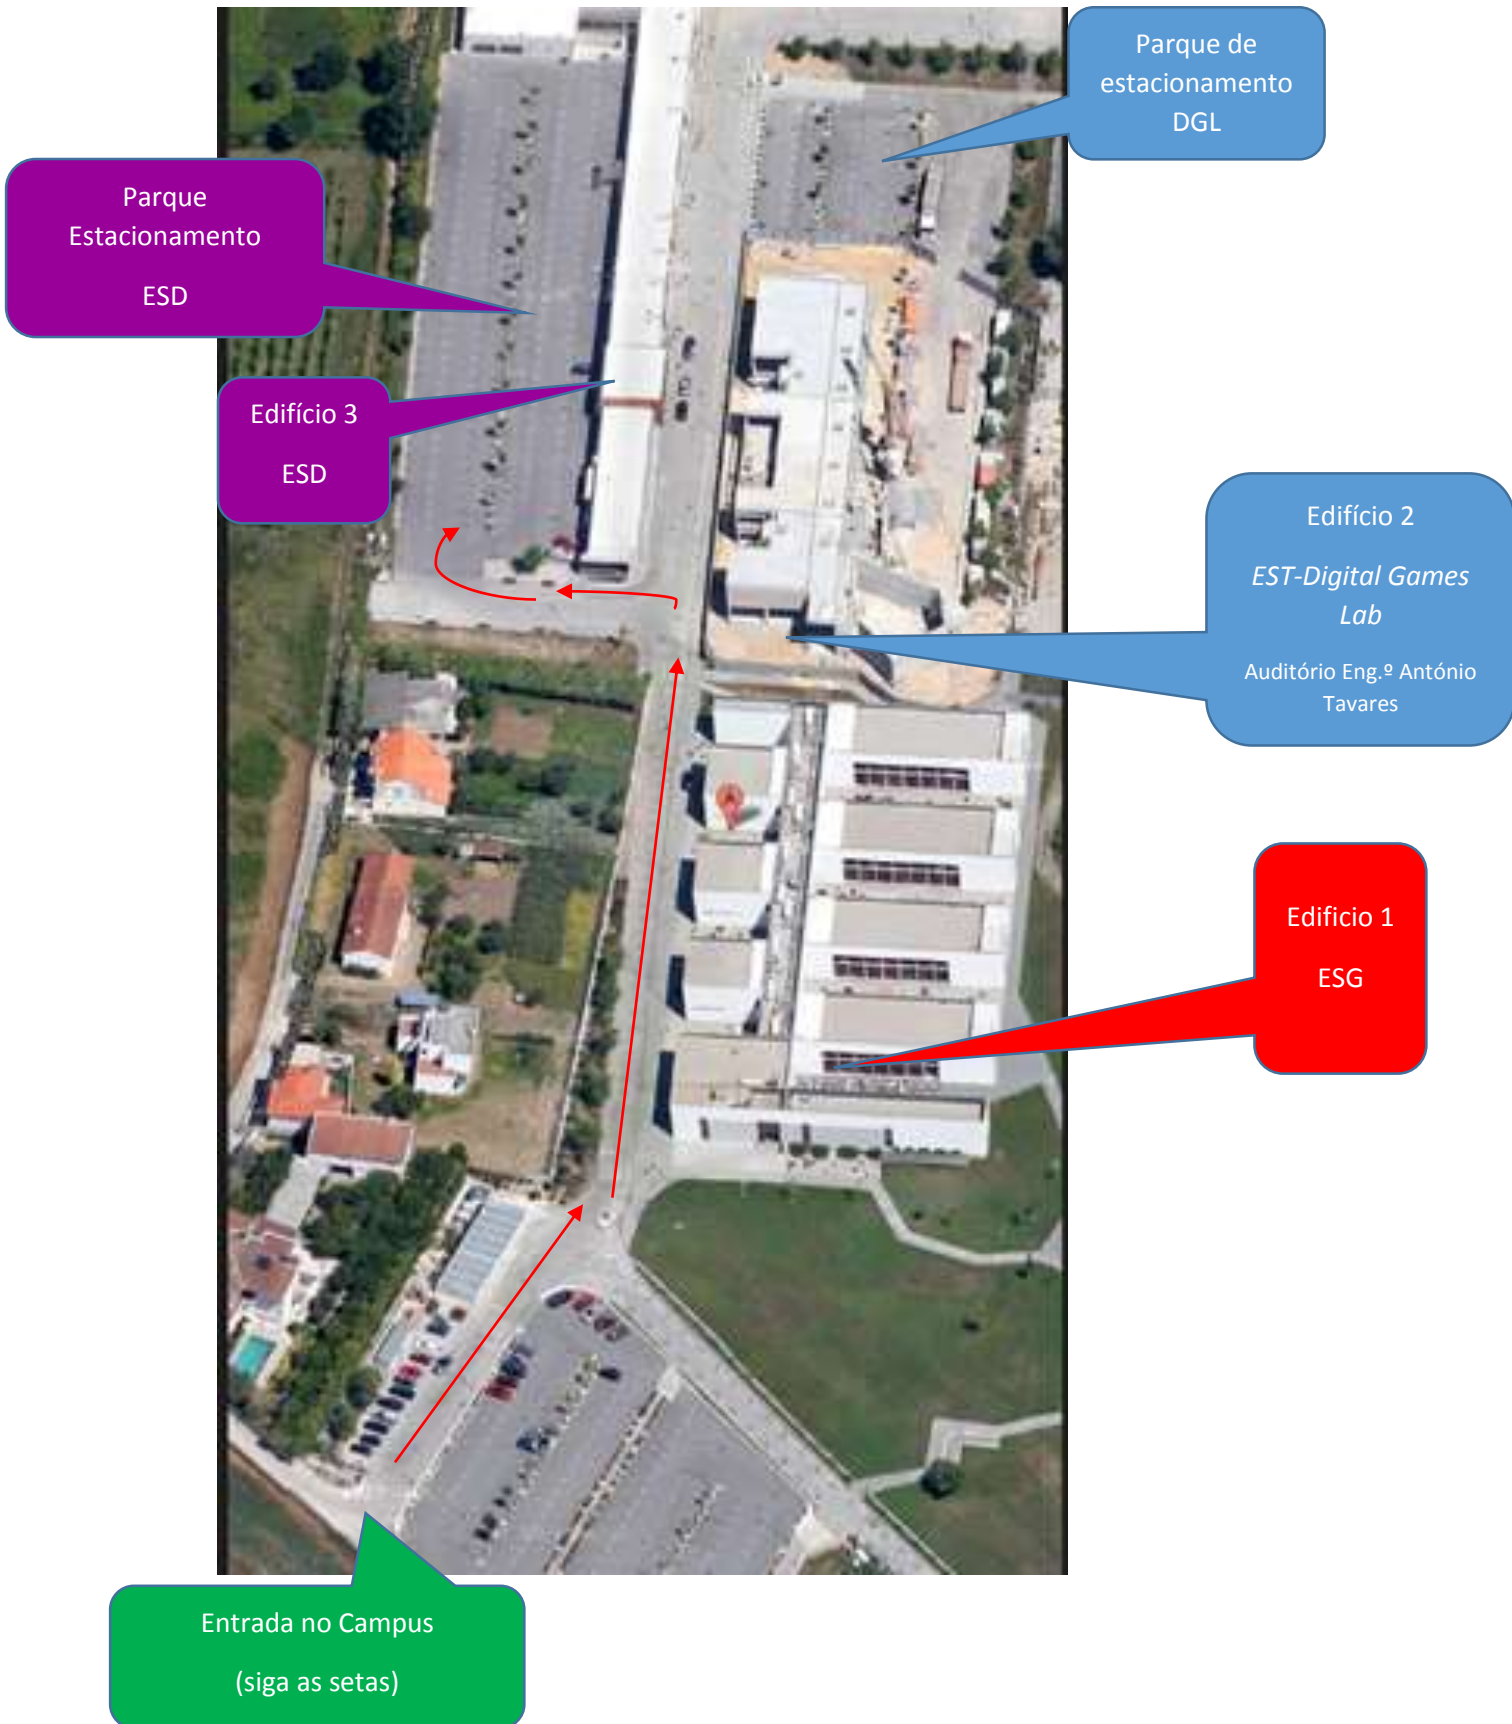 Parque de
estacionamento
DGL
Parque
Estacionamento
ESD
Edifício 3
ESD
Edifício 2
EST-Digital Games
Lab
Auditório Eng.º António
Tavares
Edificio 1
ESG
Entrada no Campus
(siga as setas)